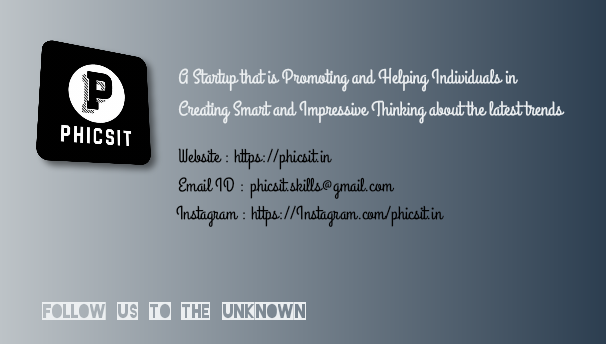 P
PHICSIT
A Startup that is Promoting and Helping Individuals in
Creating Smart and Impressive Thinking about the latest trends
Website : https://phicsit.in
Email ID : phicsit.skills@gmail.com
Instagram : https://Instagram.com/phicsit.in
FOLLOW US TO THE UNKNOWN